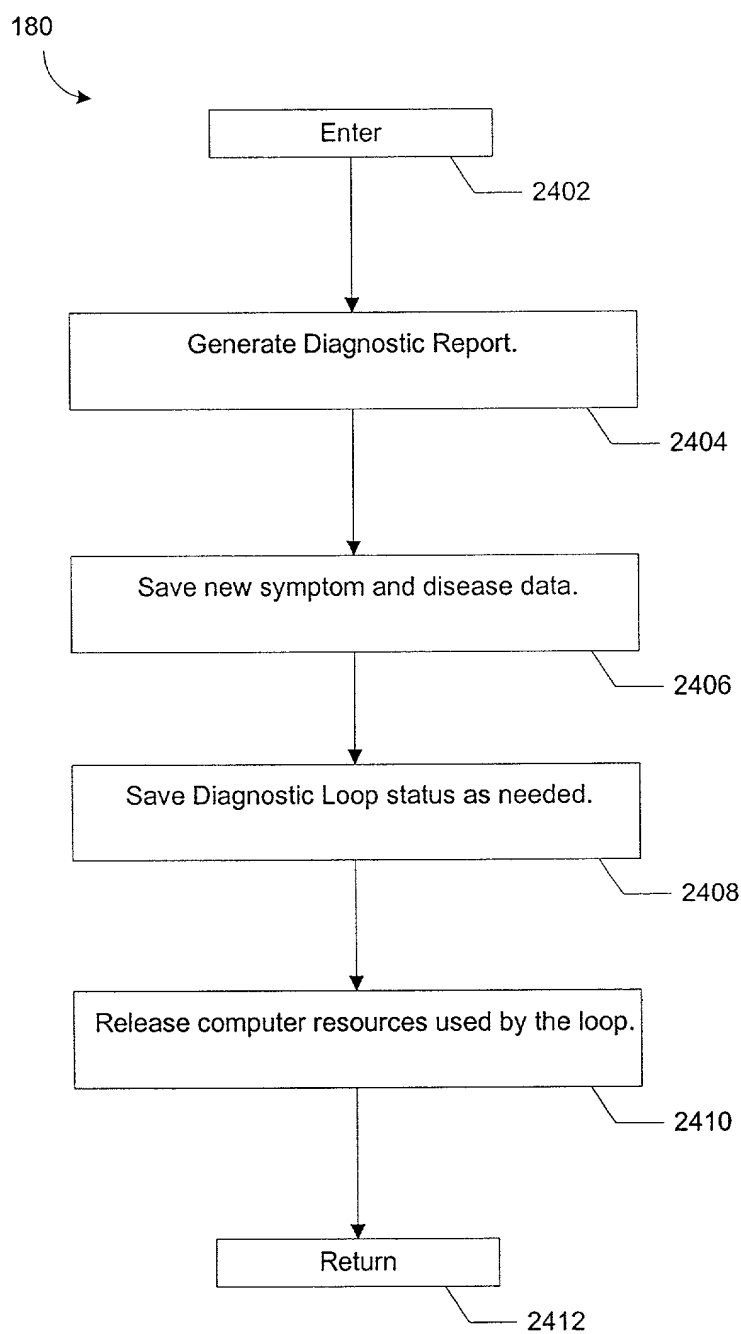 180
Enter
2402
Generate Diagnostic Report.
2404
Save new symptom and disease data.
2406
Save Diagnostic Loop status as needed.
2408
Release computer resources used by the loop.
2410
Return
2412